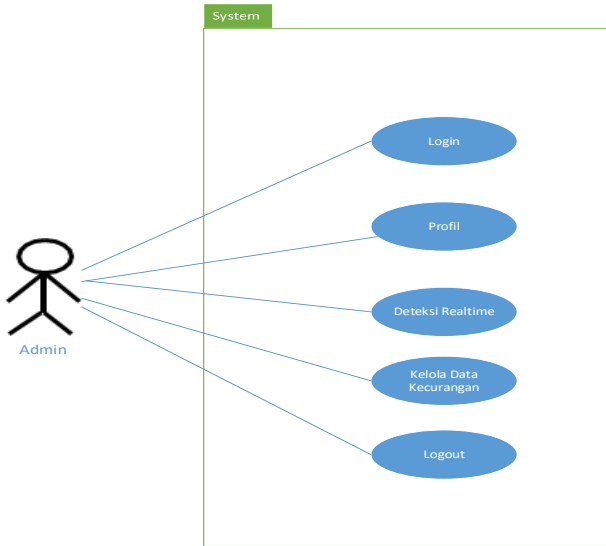 System
Login
Profil
Deteksi Realtime
Admin
Kelola Data
Kecurangan
Logout